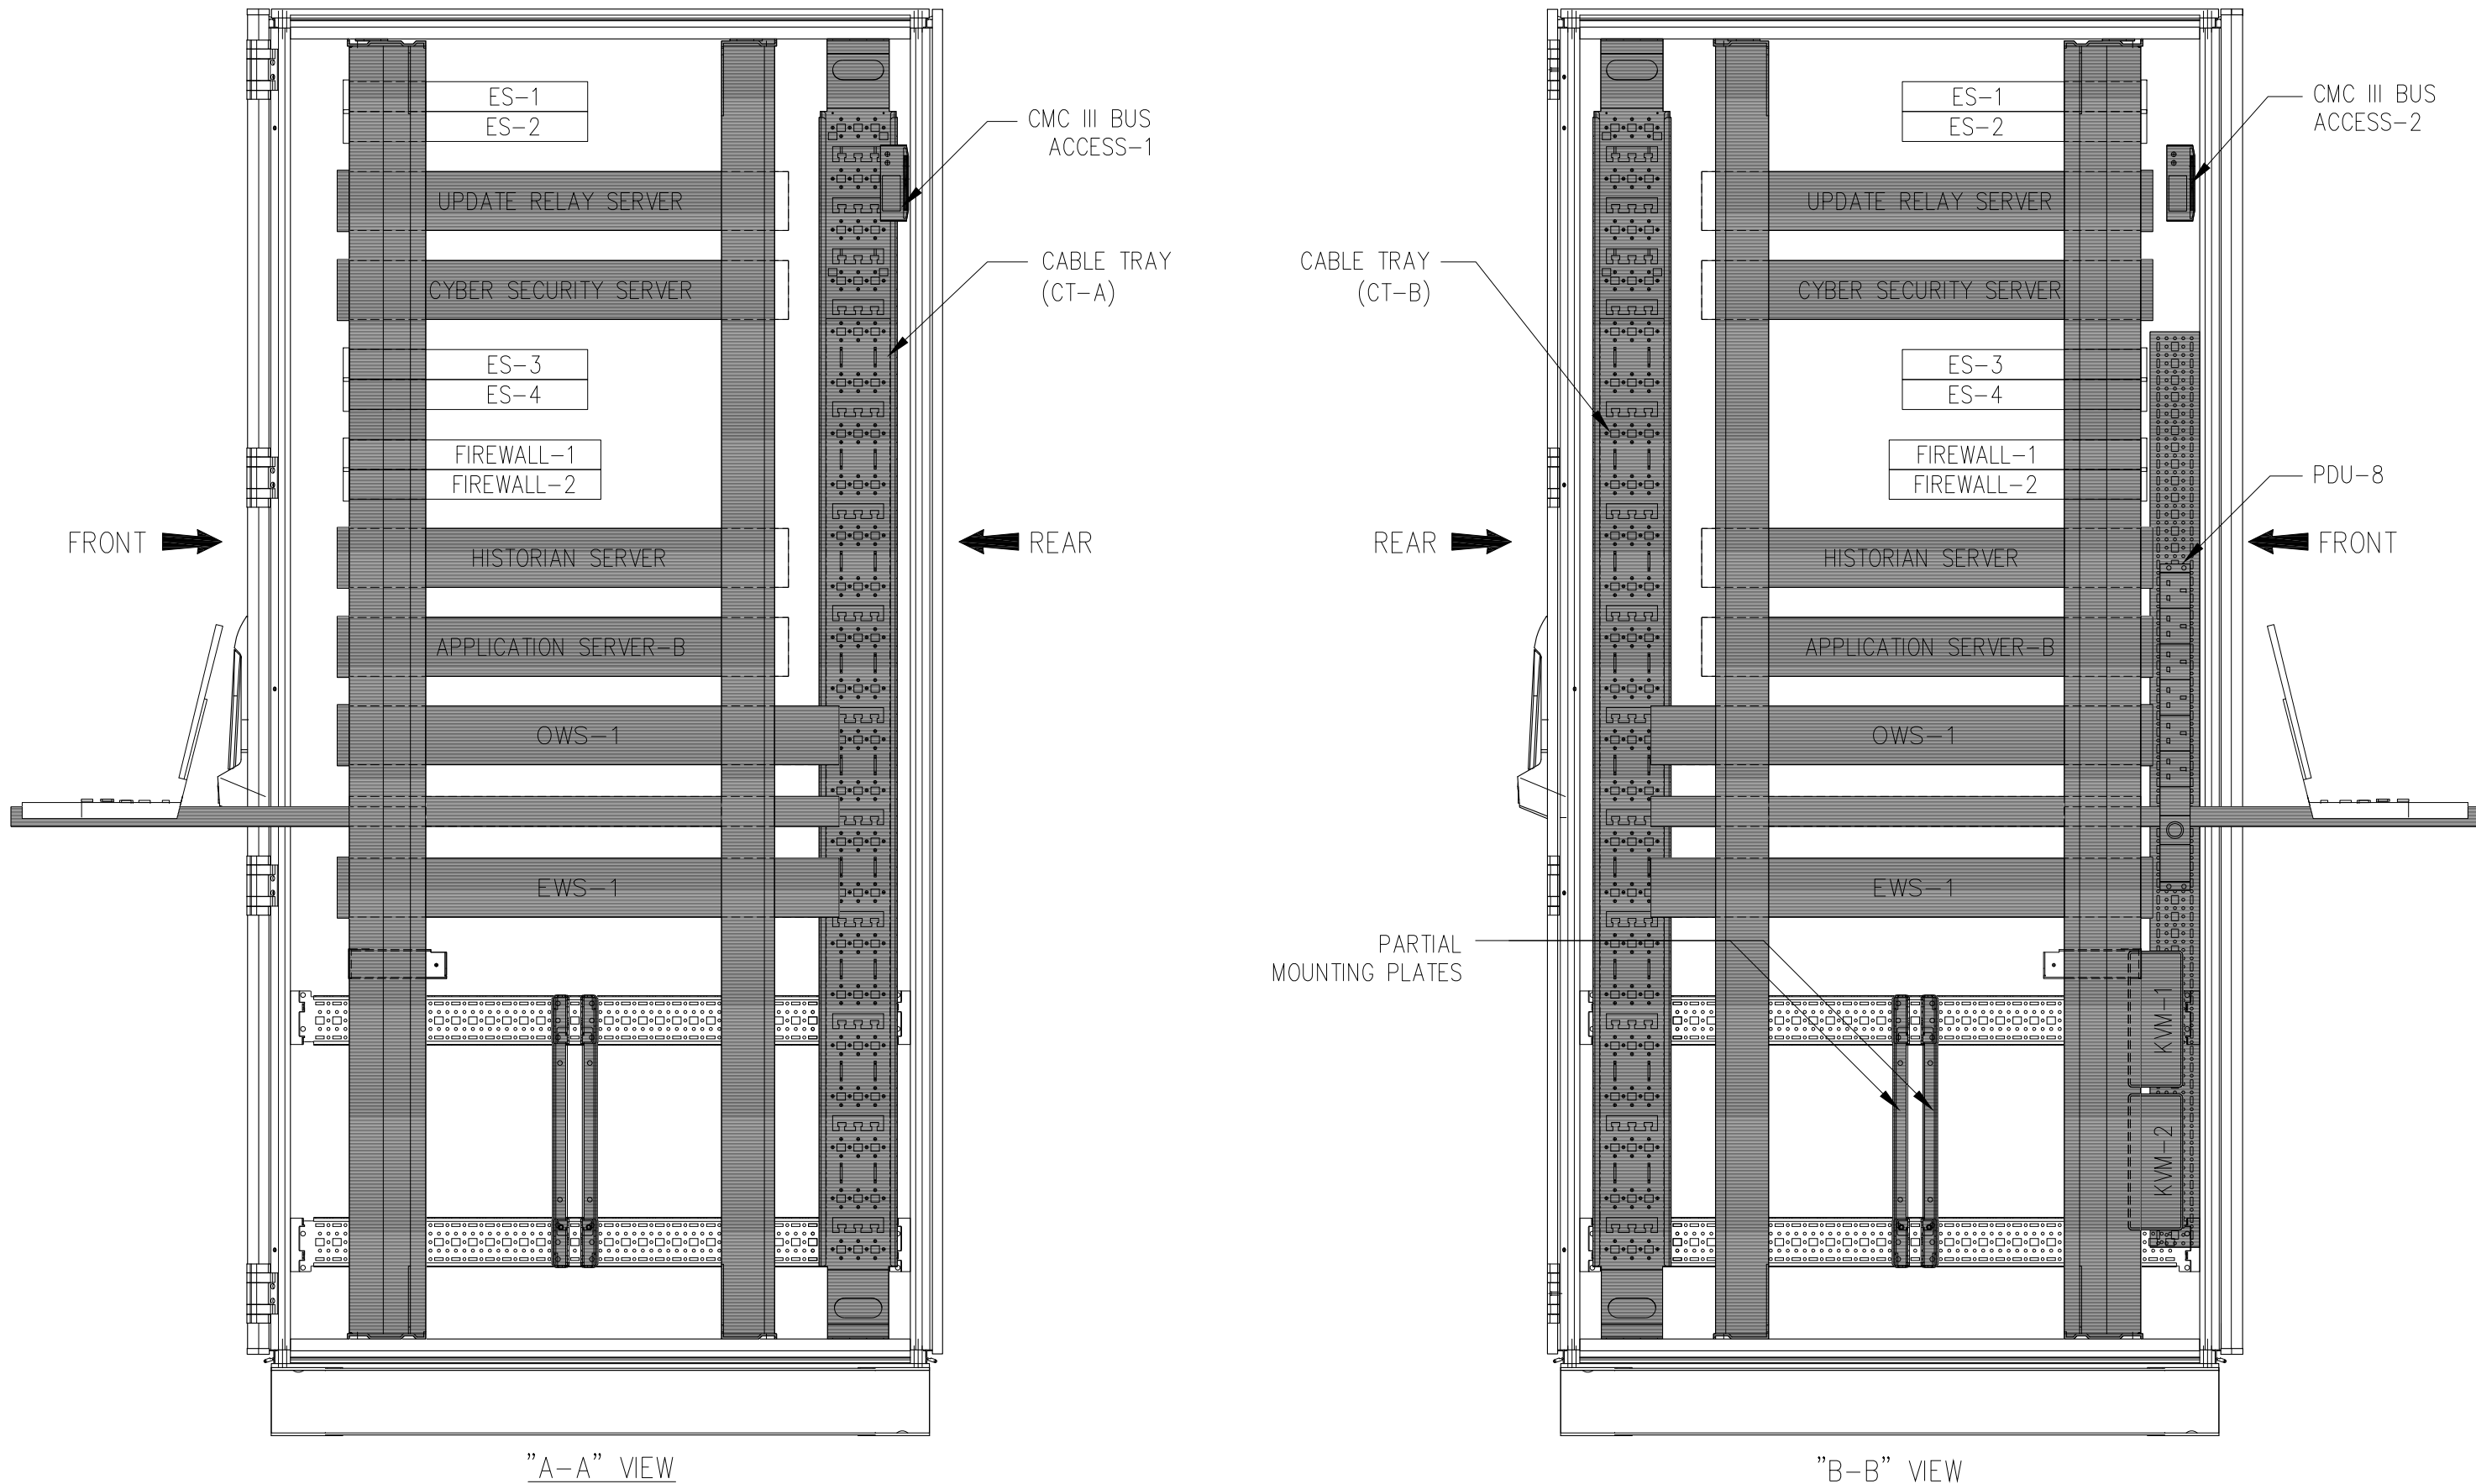 ES-1
ES-2
CMC III BUS
ACCESS-1
UPDATE RELAY SERVER
CYBER SECURITY SERVER
CABLE TRAY
(CT-A)
ES-3
ES-4
FIREWALL-1
FIREWALL-2
FRONT
HISTORIAN SERVER
REAR
APPLICATION SERVER-B
OWS-1
EWS-1
"A-A" VIEW
ES-1
ES-2
CMC III BUS
ACCESS-2
UPDATE RELAY SERVER
CABLE TRAY
(CT-B)
CYBER SECURITY SERVER
ES-3
ES-4
FIREWALL-1
FIREWALL-2
PDU-8
REAR
HISTORIAN SERVER
FRONT
APPLICATION SERVER-B
OWS-1
EWS-1
PARTIAL
MOUNTING PLATES
KVM-1
KVM-2
"B-B" VIEW